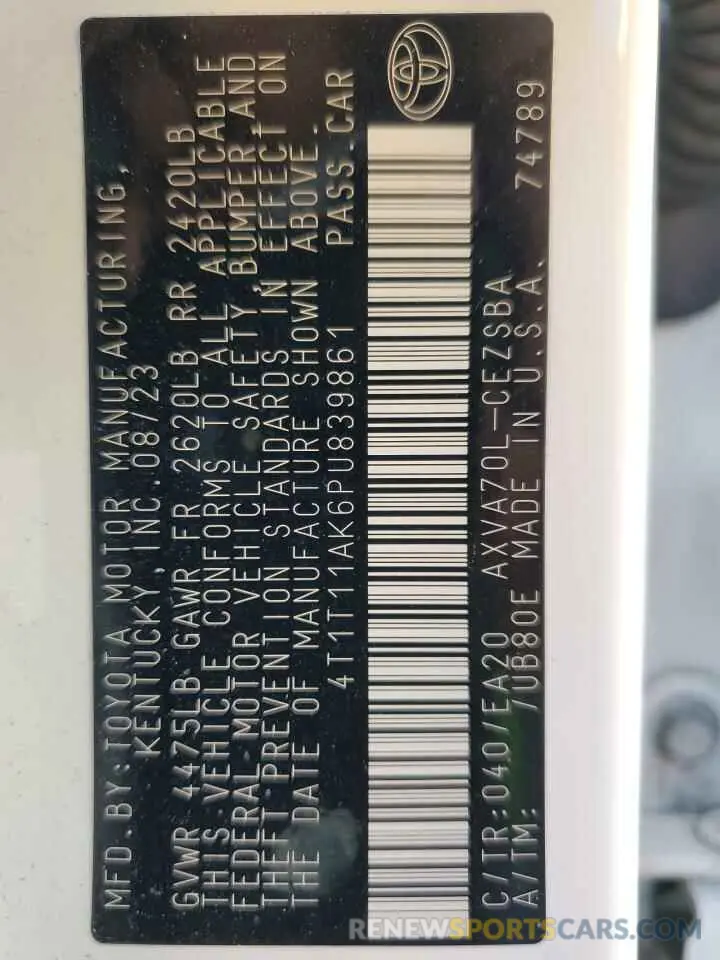 MFD.BY:TOYOTA MOTOR MANUFACTURING,
KENTUCKY,INC.08/23
GVWR 4475LB GAWR FR 2620LB RR 2420LB
THIS VEHICLE CONFORMS TO ALL APPLICABLE
FEDERAL MOTOR VEHICLE SAFETY,BUMPER,AND
THEFT PREVENTION STANDARDS IN EFFECT ON
THE DATE OF MANUFACTURE SHOWN ABOVE.
4T1T11AK6PU839861 PASS.CAR
C/TR:040/EA20 AXVA70L-CEZSBA 74789
A/TM: /UB80E MADE IN U.S.A.
RENEWSPORTSCARS.COM